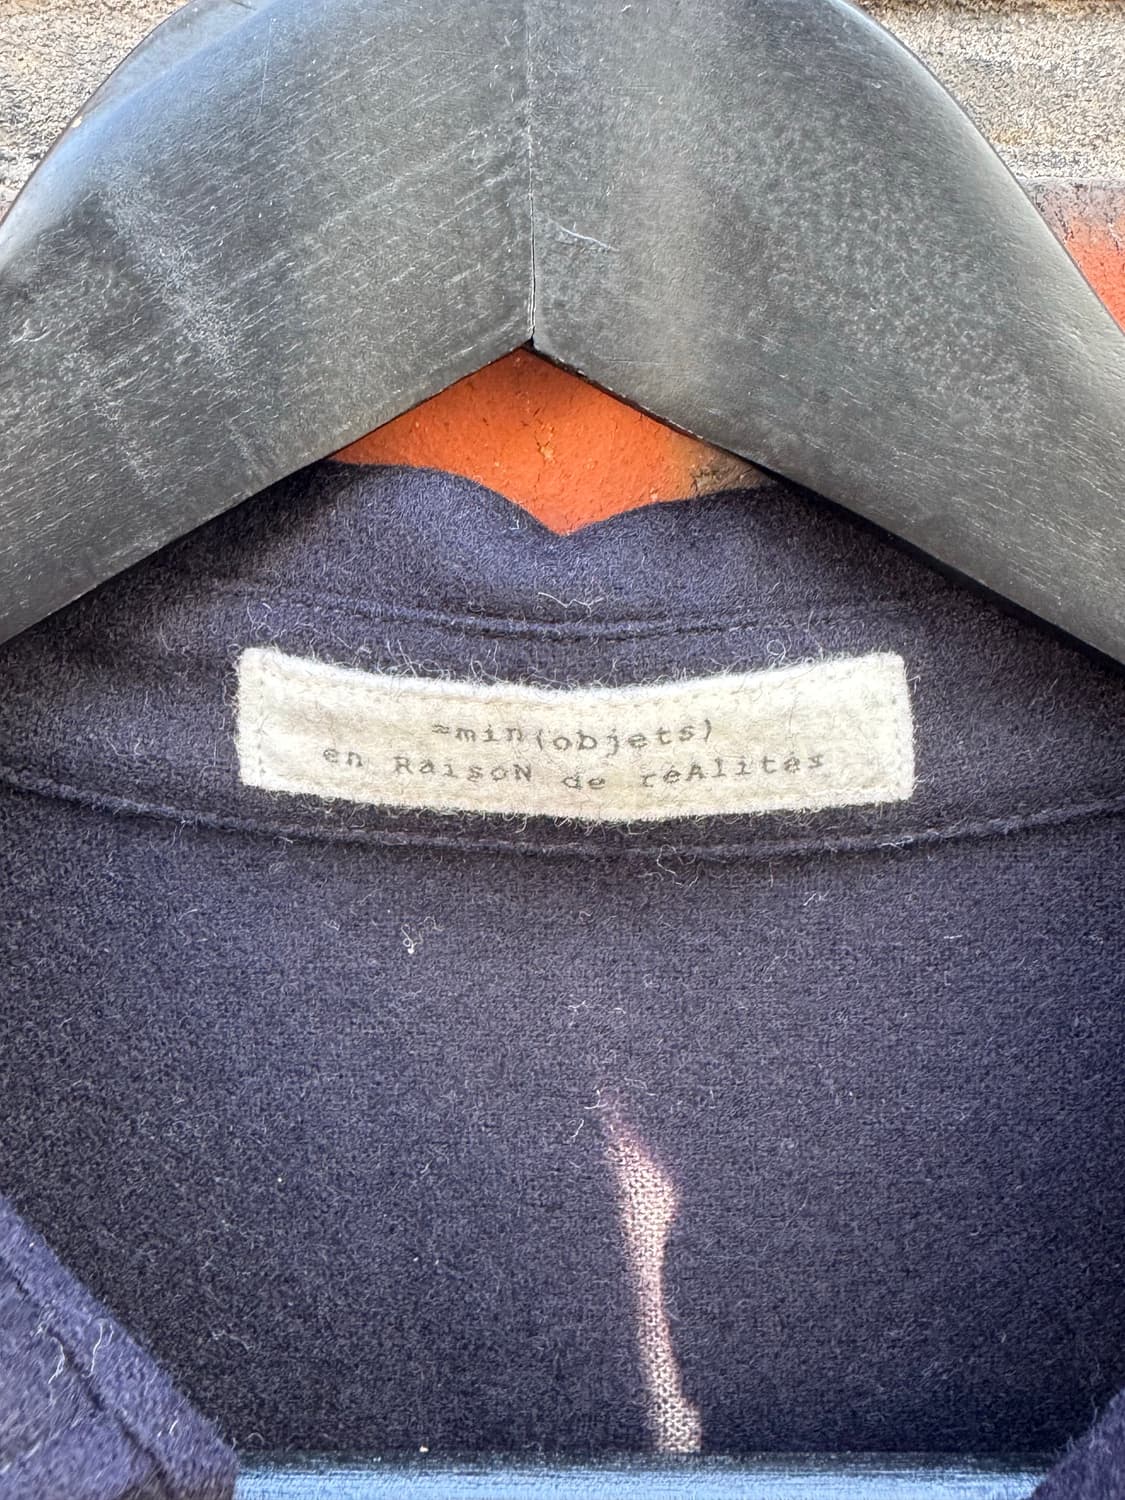 =min(objets)
en RaisoN de réAlités